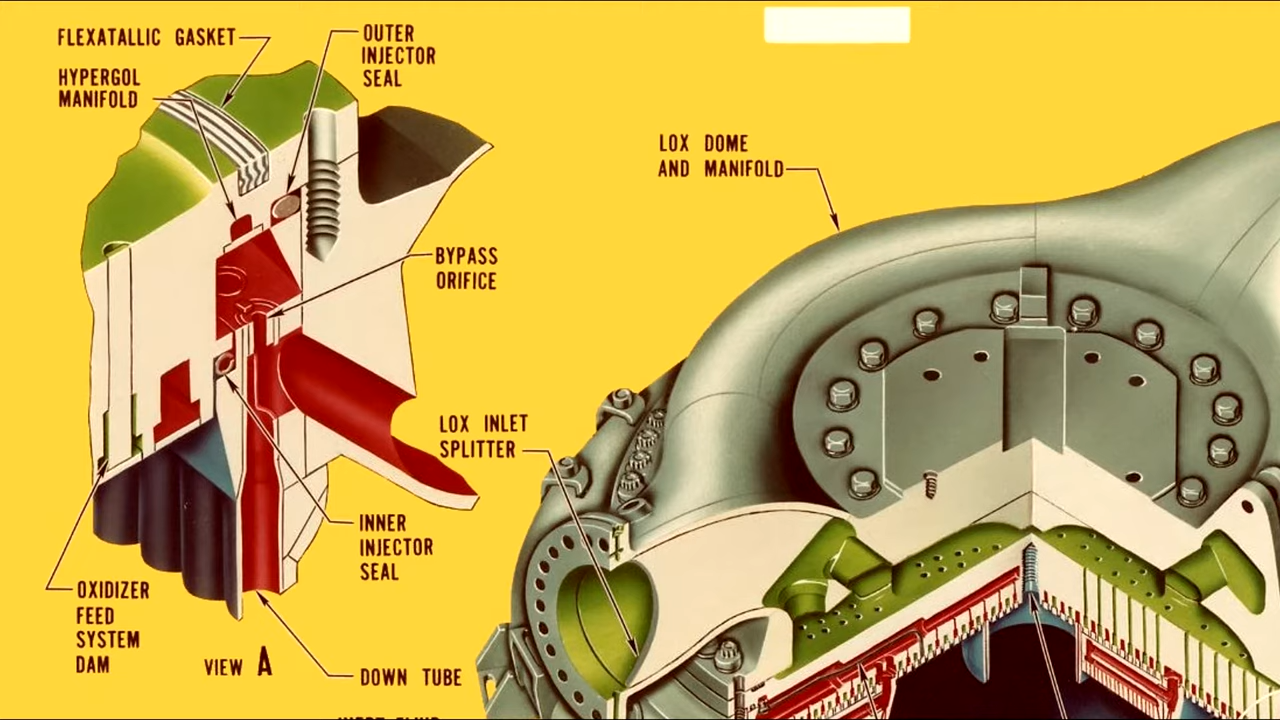 FLEXATALLIC GASKET
HYPERGOL
MANIFOLD
OUTER
INJECTOR
SEAL
LOX DOME
AND MANIFOLD
BYPASS
ORIFICE
LOX INLET
SPLITTER
INNER
INJECTOR
SEAL
OXIDIZER
FEED
SYSTEM
DAM
VIEW A
DOWN TUBE